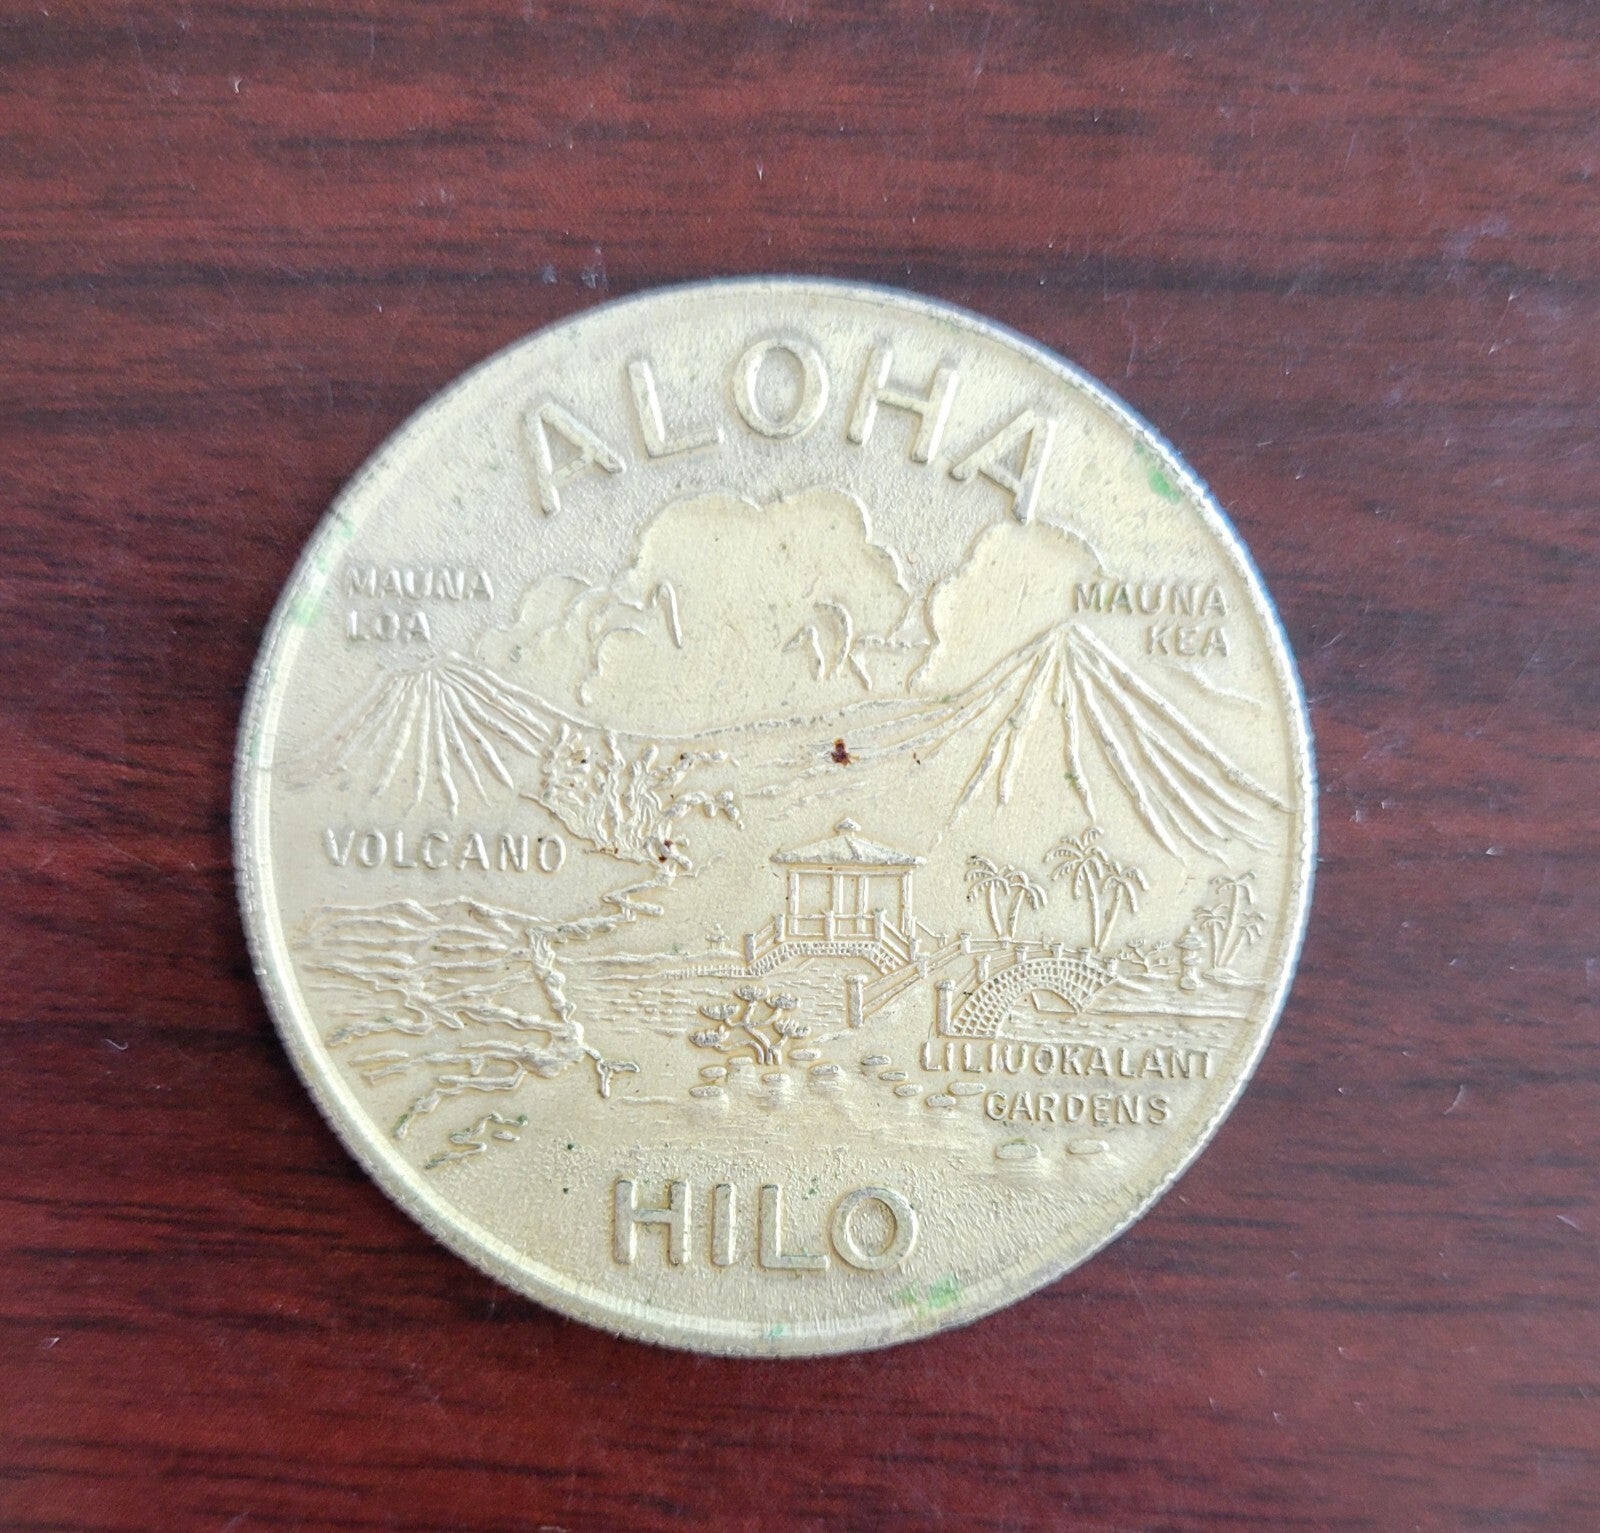 ALOHA
MAUNA
LOA
MAUNA
KEA
VOLCANO
LILIUOKALANI
GARDENS
HILO